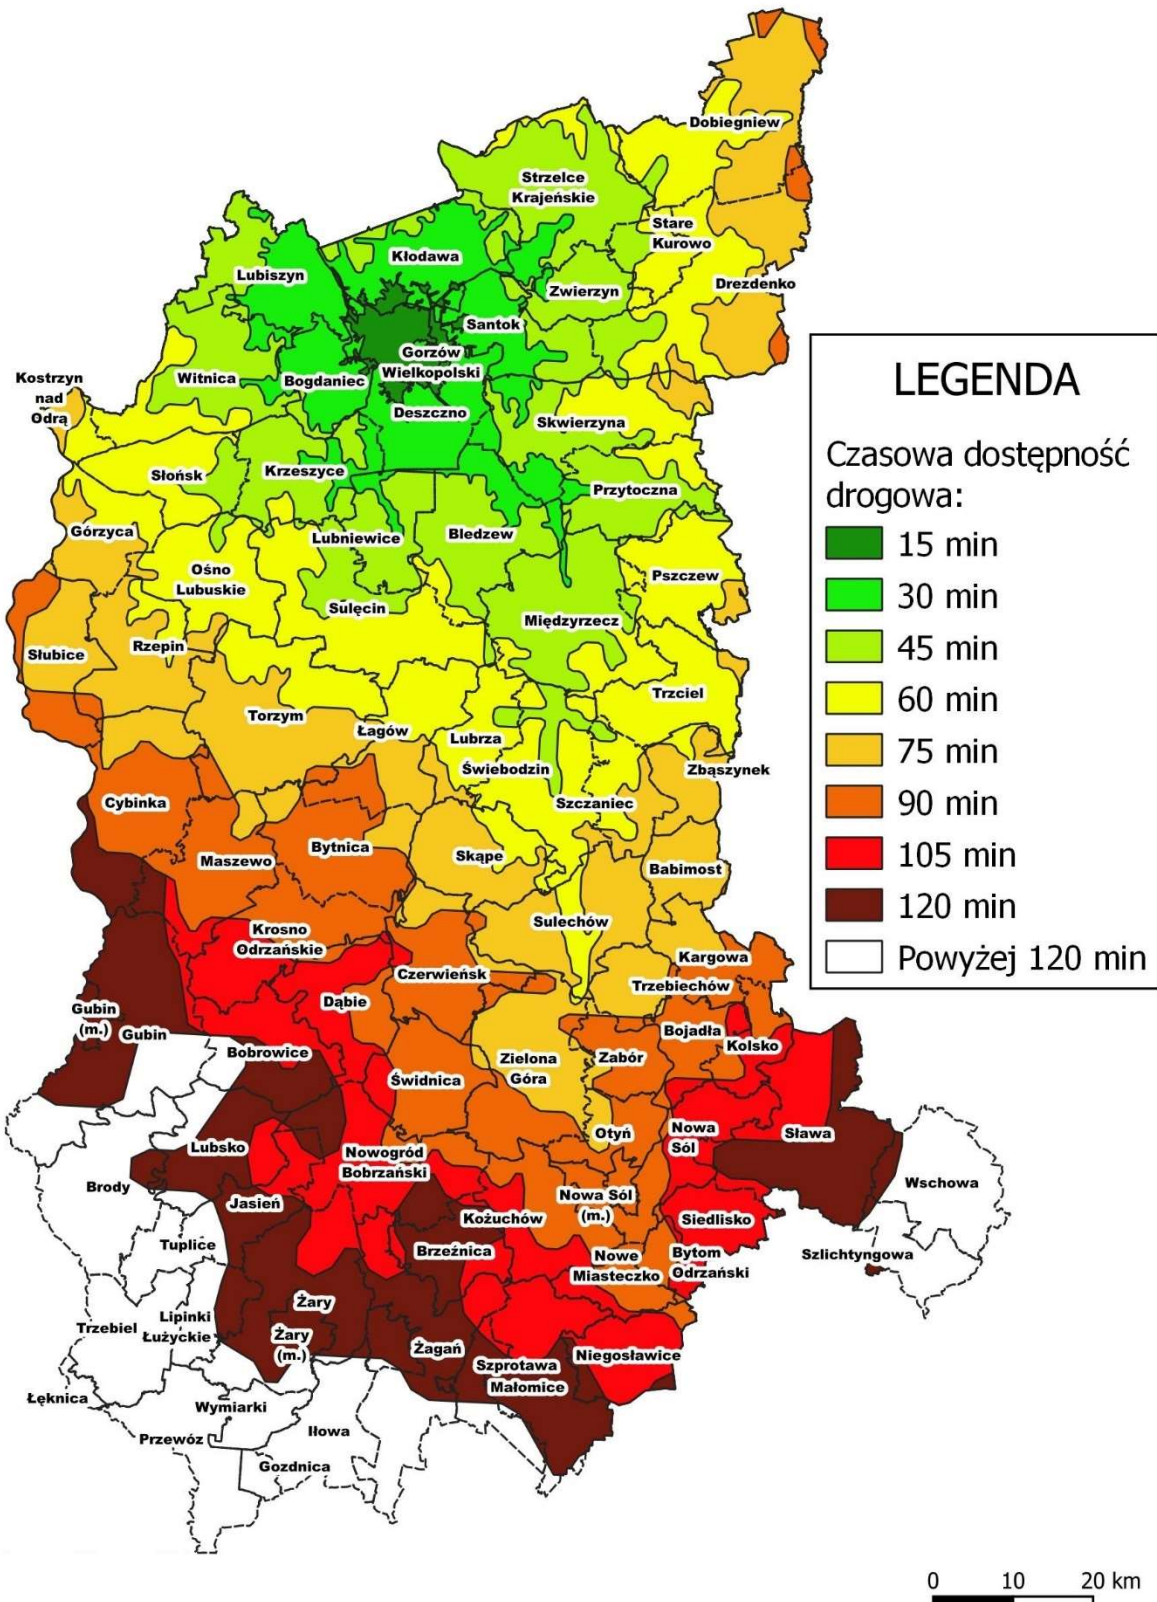 Dobiegniew
Strzelce
Krajeńskie
Stare
Kurowo
Kłodawa
Lubiszyn
Zwierzyn
Drezdenko
Santok
Gorzów
Wielkopolski
Kostrzyn
nad
Odrą
Witnica
Bogdaniec
Deszczno
Skwierzyna
Słońsk
Krzeszyce
Przytoczna
Górzyca
Lubniewice
Bledzew
Ośno
Lubuskie
Pszczew
Sulęcin
Międzyrzecz
Słubice
Rzepin
Trzciel
Torzym
Łagów
Lubrza
Świebodzin
Zbąszynek
Cybinka
Szczaniec
Maszewo
Bytnica
Skąpe
Babimost
Krosno
Odrzańskie
Sulechów
Kargowa
Czerwieńsk
Trzebiechów
Dąbie
Gubin
(m.)
Gubin
Bojadła
Kolsko
Bobrowice
Zielona
Góra
Zabór
Świdnica
Otyń
Nowa
Sól
Sława
Lubsko
Nowogród
Bobrzański
Brody
Jasień
Nowa Sól
(m.)
Wschowa
Kożuchów
Siedlisko
Tuplice
Brzeźnica
Nowe
Miasteczko
Bytom
Odrzański
Szlichtyngowa
Żary
Trzebiel
Lipinki
Łużyckie
Żary
(m.)
Żagań
Szprotawa
Małomice
Niegosławice
Łęknica
Wymiarki
Przewóz
Iłowa
Gozdnica
LEGENDA
Czasowa dostępność
drogowa:
15 min
30 min
45 min
60 min
75 min
90 min
105 min
120 min
Powyżej 120 min
0 10 20 km